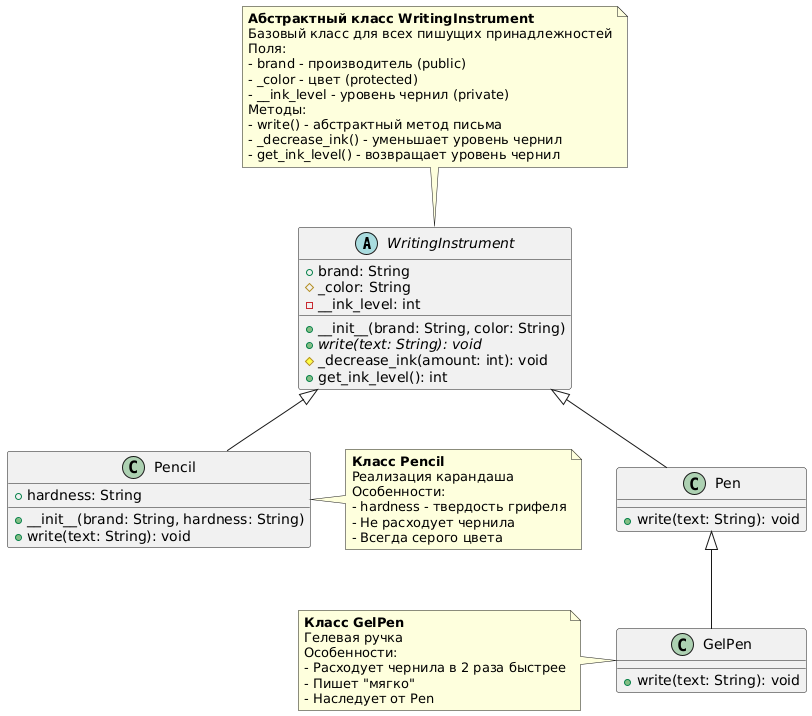 Абстрактный класс WritingInstrument
Базовый класс для всех пишущих принадлежностей
Поля:
- brand - производитель (public)
- _color - цвет (protected)
- __ink_level - уровень чернил (private)
Методы:
- write() - абстрактный метод письма
- _decrease_ink() - уменьшает уровень чернил
- get_ink_level() - возвращает уровень чернил
A WritingInstrument
brand: String
_color: String
__ink_level: int
__init__(brand: String, color: String)
write(text: String): void
_decrease_ink(amount: int): void
get_ink_level(): int
C Pencil
hardness: String
__init__(brand: String, hardness: String)
write(text: String): void
Класс Pencil
Реализация карандаша
Особенности:
- hardness - твердость грифеля
- Не расходует чернила
- Всегда серого цвета
C Pen
write(text: String): void
Класс GelPen
Гелевая ручка
Особенности:
- Расходует чернила в 2 раза быстрее
- Пишет "мягко"
- Наследует от Pen
C GelPen
write(text: String): void